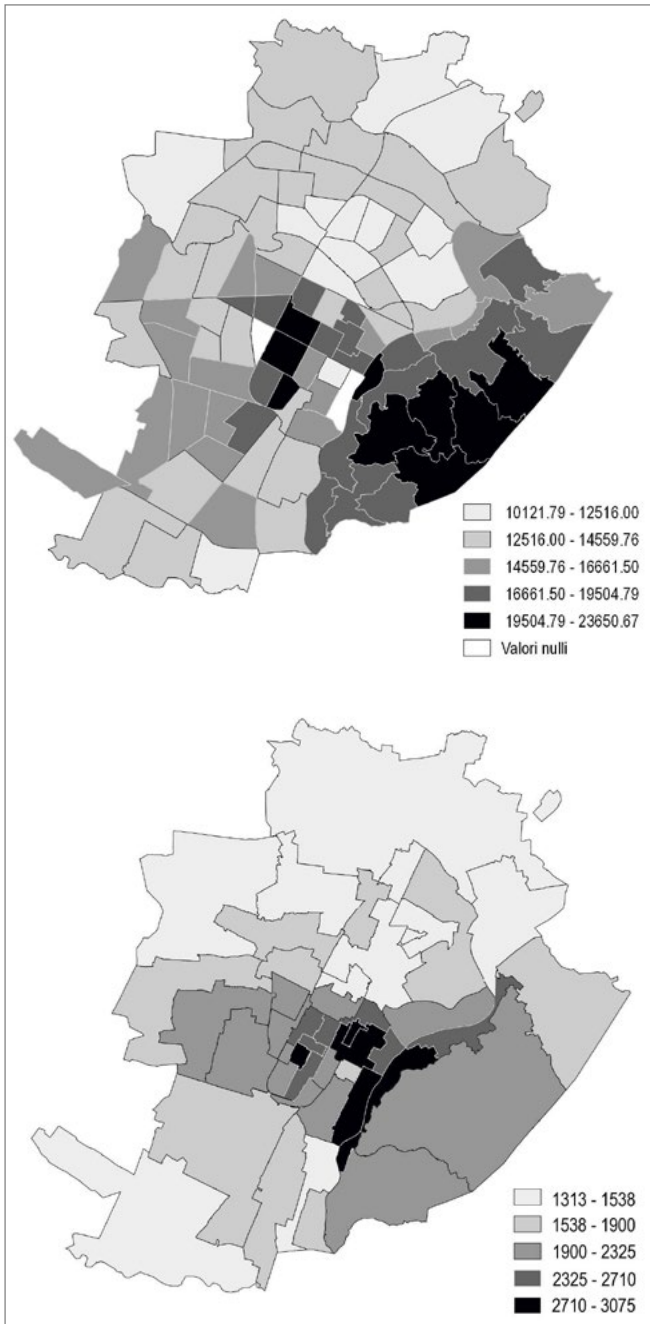 10121.79 - 12516.00
12516.00 - 14559.76
14559.76 - 16661.50
16661.50 - 19504.79
19504.79 - 23650.67
Valori nulli
1313 - 1538
1538 - 1900
1900 - 2325
2325 - 2710
2710 - 3075